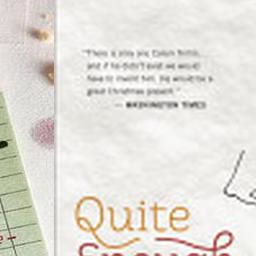 "There is only one Calvin Trillin,
and if he didn't exist we would
have to invent him. He would be a
great Christmas present."
— WASHINGTON TIMES
Quite
Enough